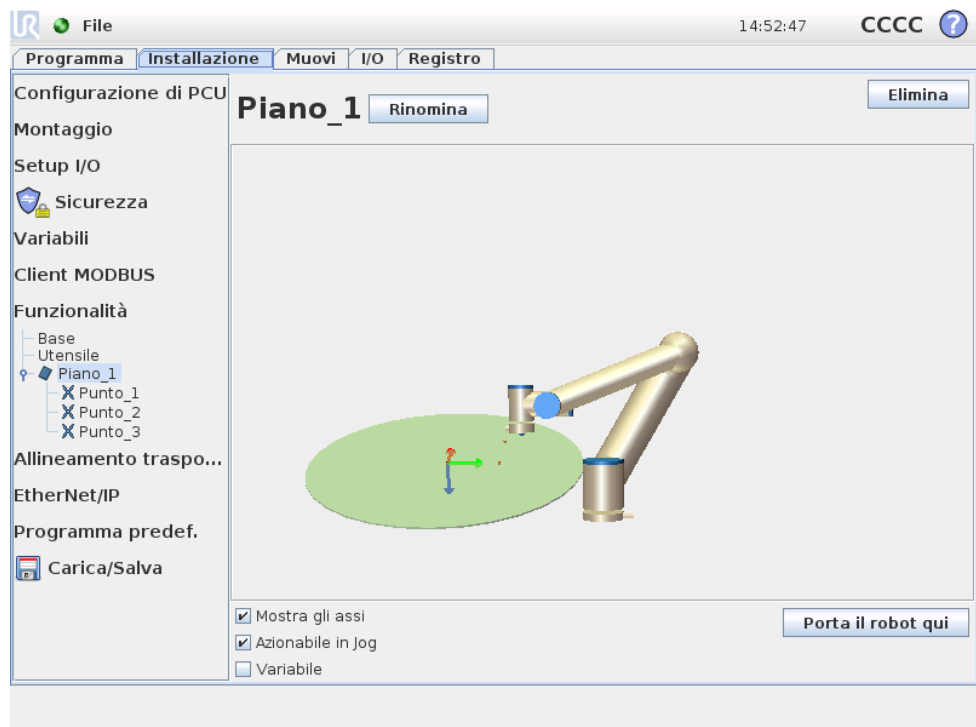 UR File 14:52:47 CCCC ?
Programma Installazione Muovi I/O Registro
Configurazione di PCU
Montaggio
Setup I/O
Sicurezza
Variabili
Client MODBUS
Funzionalità
Base
Utensile
Piano_1
Punto_1
Punto_2
Punto_3
Allineamento traspo...
EtherNet/IP
Programma predef.
Carica/Salva
Piano_1 Rinomina Elimina
Mostra gli assi
Azionabile in Jog
Variabile
Porta il robot qui